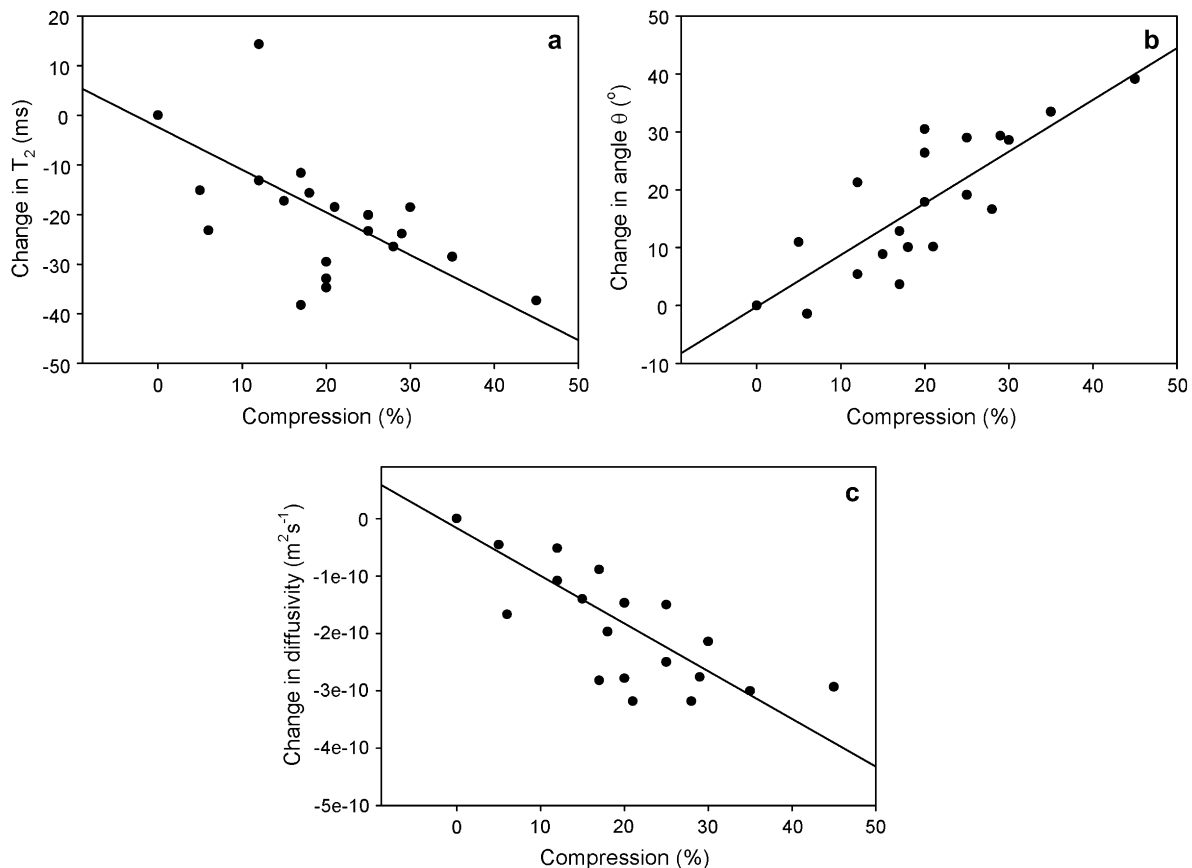 a
20
10
0
-10
-20
-30
-40
-50
Change in T₂ (ms)
0 10 20 30 40 50
Compression (%)
b
50
40
30
20
10
0
-10
Change in angle θ (°)
0 10 20 30 40 50
Compression (%)
c
0
-1e-10
-2e-10
-3e-10
-4e-10
-5e-10
Change in diffusivity (m²s⁻¹)
0 10 20 30 40 50
Compression (%)